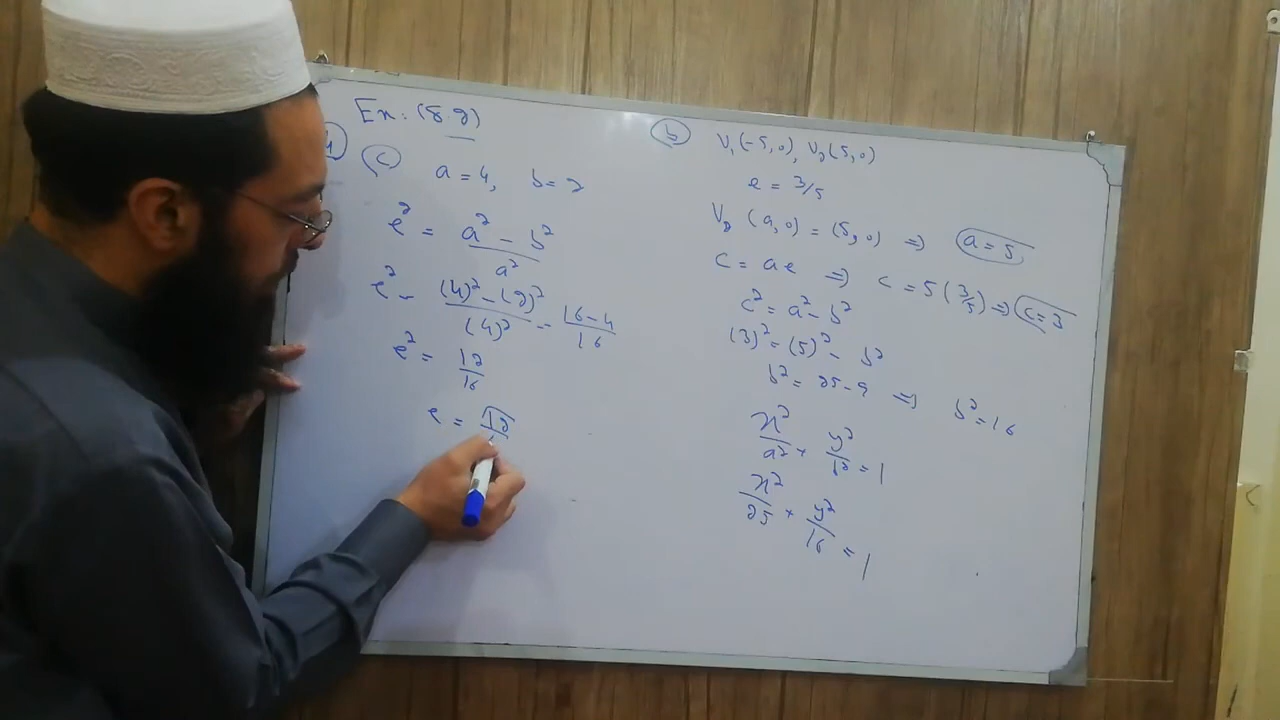 Ex: (8.2)
1 (c) a = 4, b = 2
e² = a² - b² / a²
e² = (4)² - (2)² / (4)² = 16 - 4 / 16
e² = 12 / 16
e = √12
(b) V₁(-5, 0), V₂(5, 0)
e = 3/5
V₂ (a, 0) = (5, 0) ⇒ a = 5
c = ae ⇒ c = 5(3/5) ⇒ c = 3
c² = a² - b²
(3)² = (5)² - b²
b² = 25 - 9 ⇒ b² = 16
x²/a² + y²/b² = 1
x²/25 + y²/16 = 1